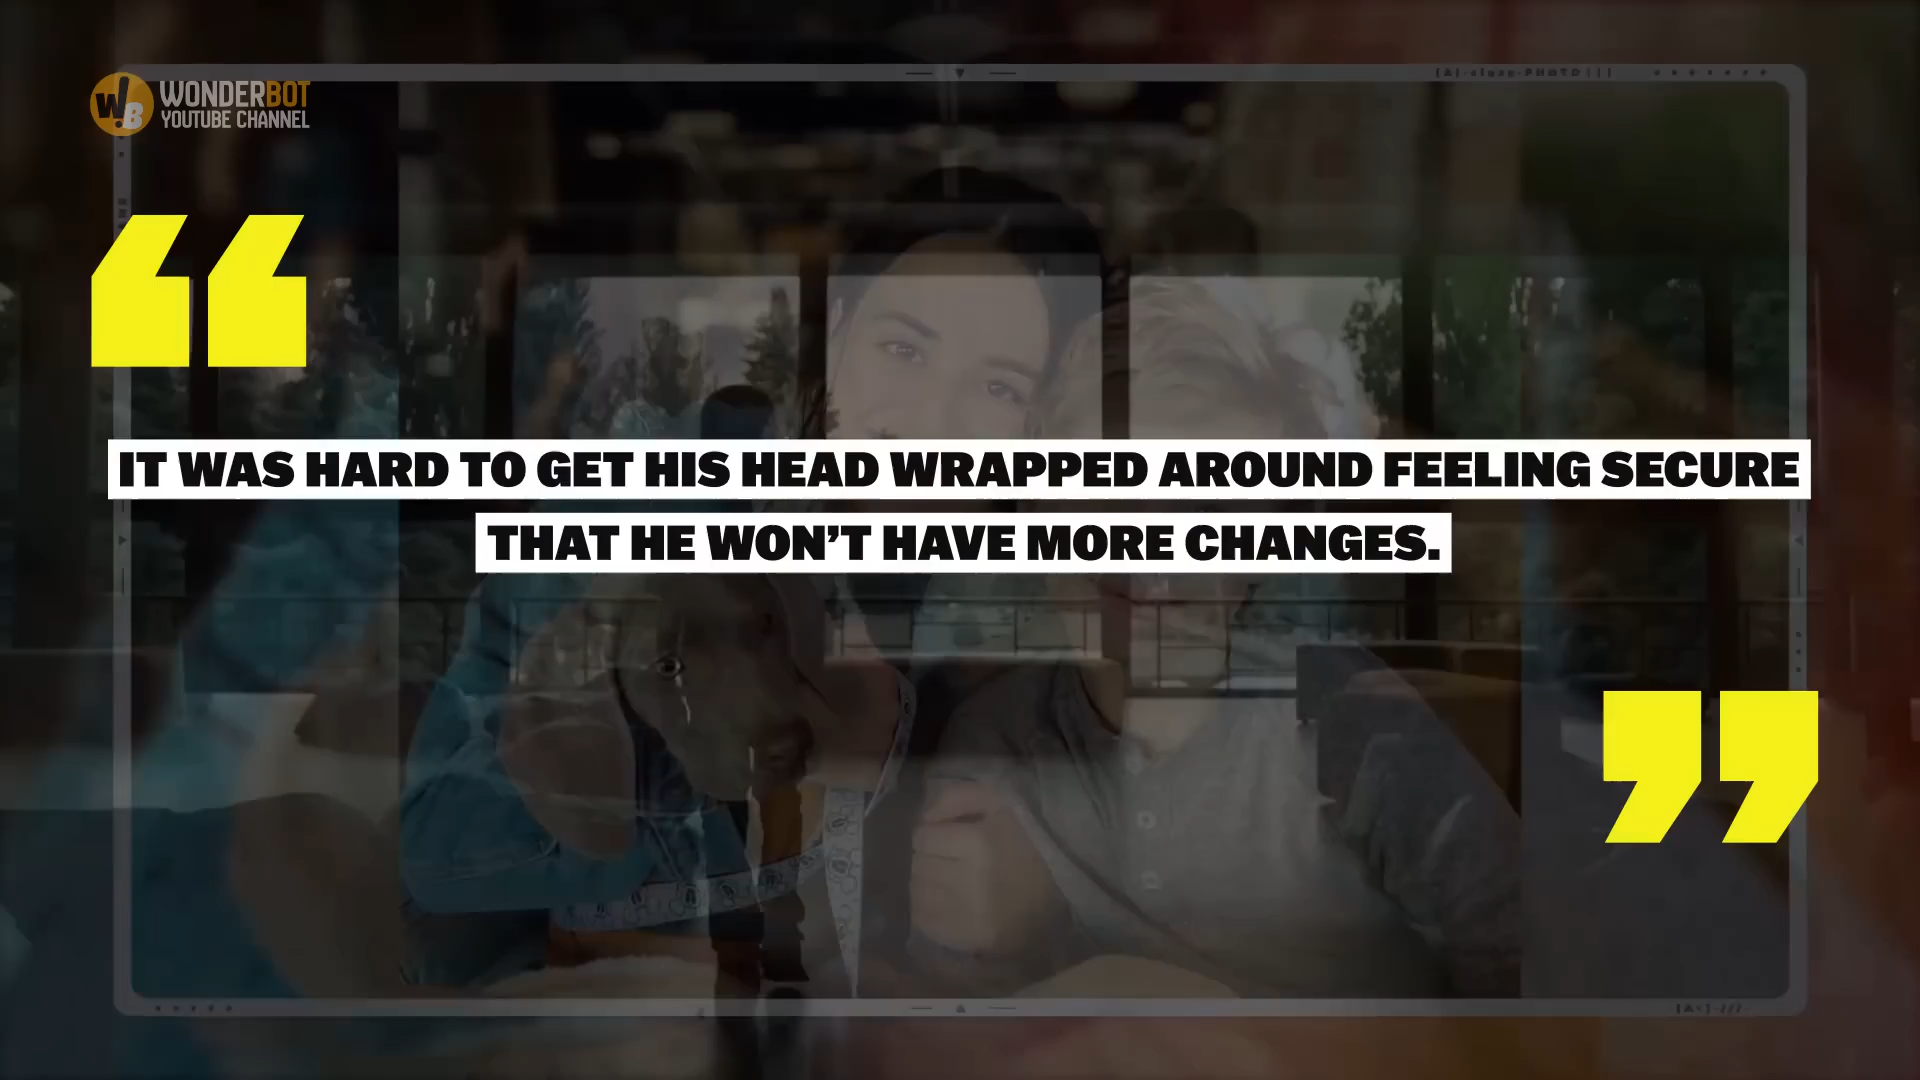 WONDERBOT
YOUTUBE CHANNEL
IT WAS HARD TO GET HIS HEAD WRAPPED AROUND FEELING SECURE
THAT HE WON’T HAVE MORE CHANGES.